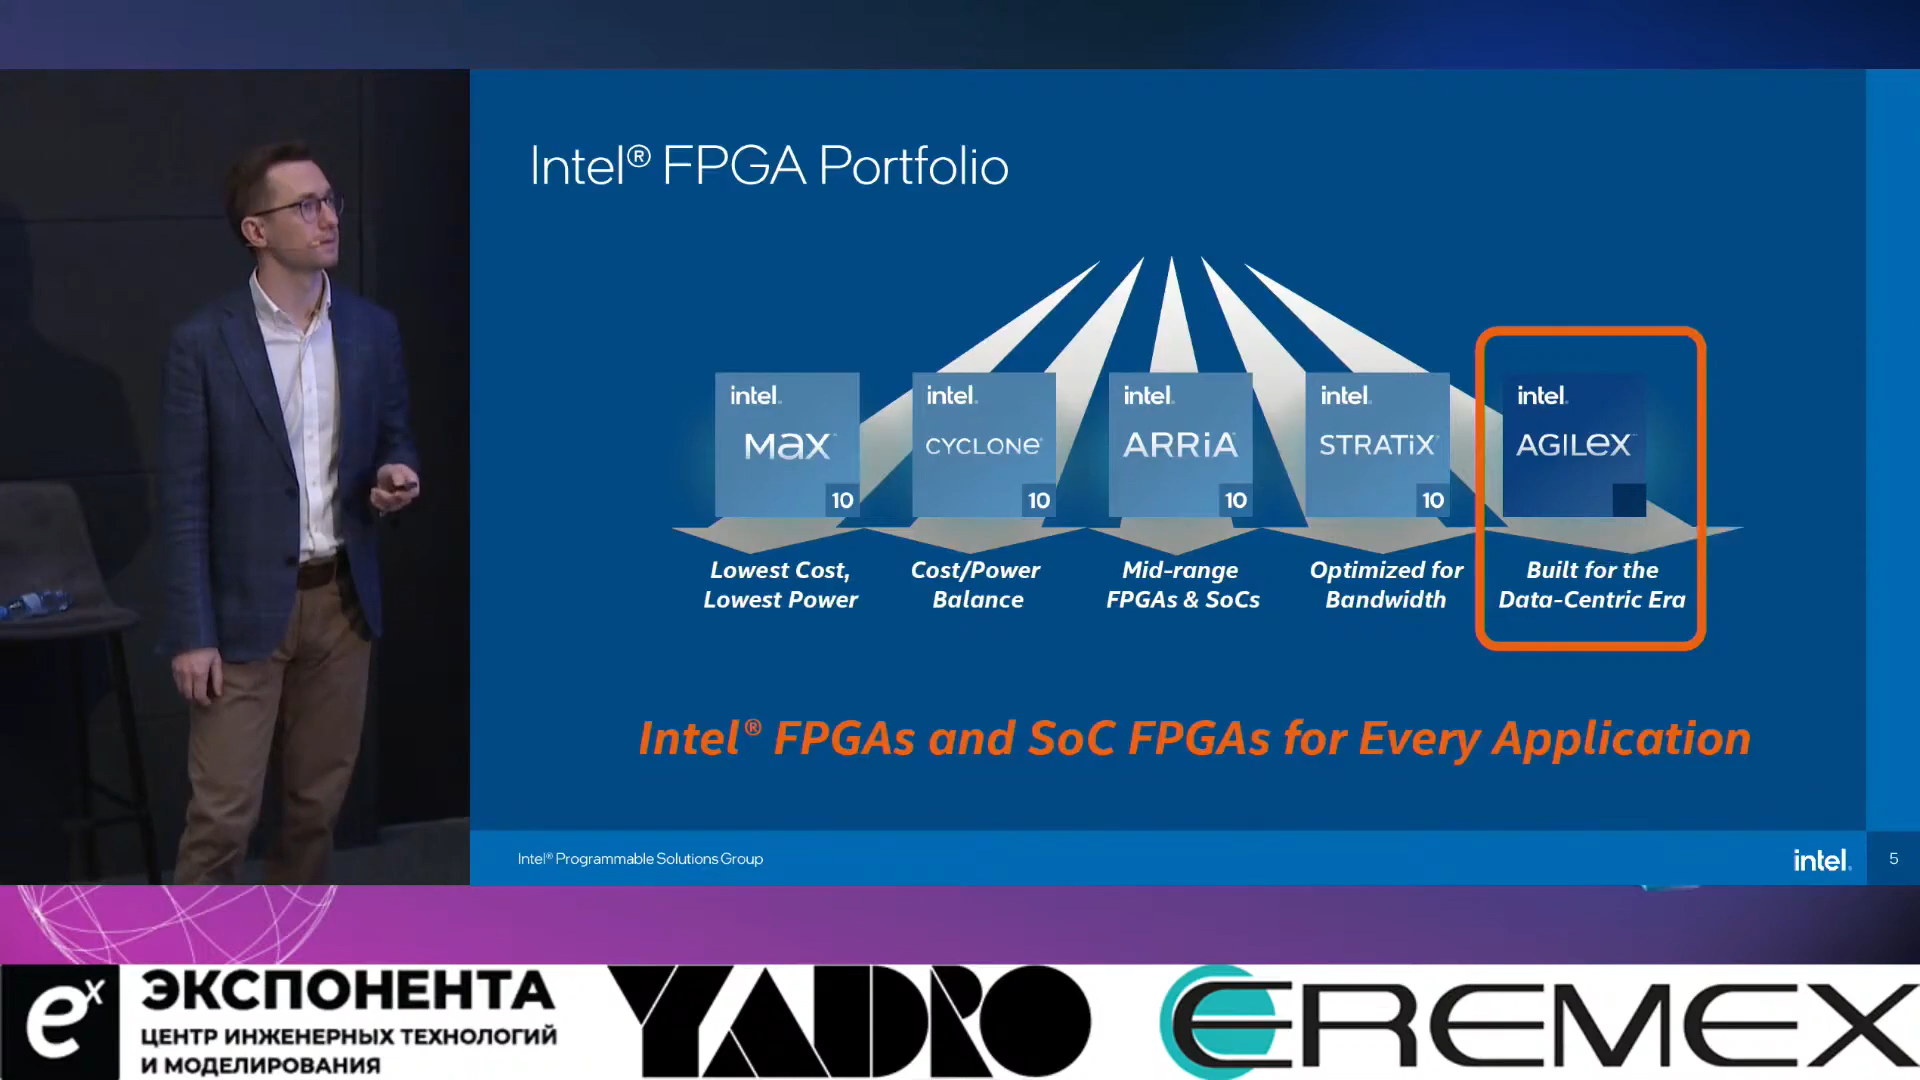 Intel® FPGA Portfolio
intel.
MAX
10
intel.
CYCLONE®
10
intel.
ARRiA®
10
intel.
STRATiX®
10
intel.
AGILEX™
Lowest Cost,
Lowest Power
Cost/Power
Balance
Mid-range
FPGAs & SoCs
Optimized for
Bandwidth
Built for the
Data-Centric Era
Intel® FPGAs and SoC FPGAs for Every Application
Intel® Programmable Solutions Group
intel.
5
ex
ЭКСПОНЕНТА
ЦЕНТР ИНЖЕНЕРНЫХ ТЕХНОЛОГИЙ
И МОДЕЛИРОВАНИЯ
YADRO
EREMEX